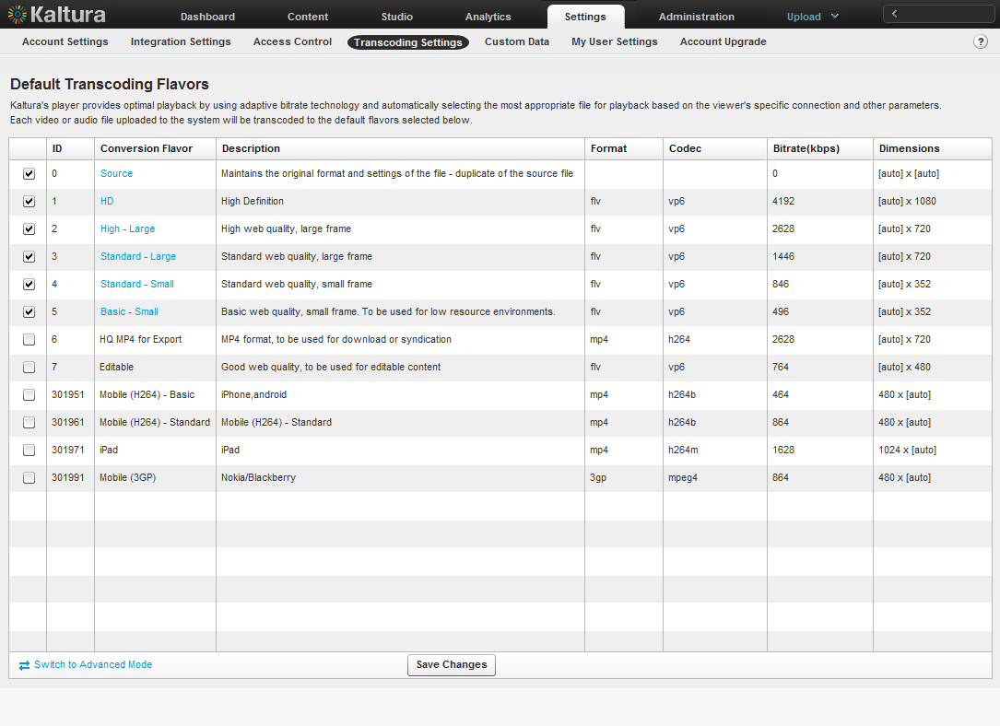 Kaltura Dashboard Content Studio Analytics Settings Administration Upload
Account Settings Integration Settings Access Control Transcoding Settings Custom Data My User Settings Account Upgrade ?
Default Transcoding Flavors
Kaltura's player provides optimal playback by using adaptive bitrate technology and automatically selecting the most appropriate file for playback based on the viewer's specific connection and other parameters.
Each video or audio file uploaded to the system will be transcoded to the default flavors selected below.
ID Conversion Flavor Description Format Codec Bitrate(kbps) Dimensions
0 Source Maintains the original format and settings of the file - duplicate of the source file 0 [auto] x [auto]
1 HD High Definition flv vp6 4192 [auto] x 1080
2 High - Large High web quality, large frame flv vp6 2628 [auto] x 720
3 Standard - Large Standard web quality, large frame flv vp6 1446 [auto] x 720
4 Standard - Small Standard web quality, small frame flv vp6 846 [auto] x 352
5 Basic - Small Basic web quality, small frame. To be used for low resource environments. flv vp6 496 [auto] x 352
6 HQ MP4 for Export MP4 format, to be used for download or syndication mp4 h264 2628 [auto] x 720
7 Editable Good web quality, to be used for editable content flv vp6 764 [auto] x 480
301951 Mobile (H264) - Basic iPhone,android mp4 h264b 464 480 x [auto]
301961 Mobile (H264) - Standard Mobile (H264) - Standard mp4 h264b 864 480 x [auto]
301971 iPad iPad mp4 h264m 1628 1024 x [auto]
301991 Mobile (3GP) Nokia/Blackberry 3gp mpeg4 864 480 x [auto]
Switch to Advanced Mode Save Changes